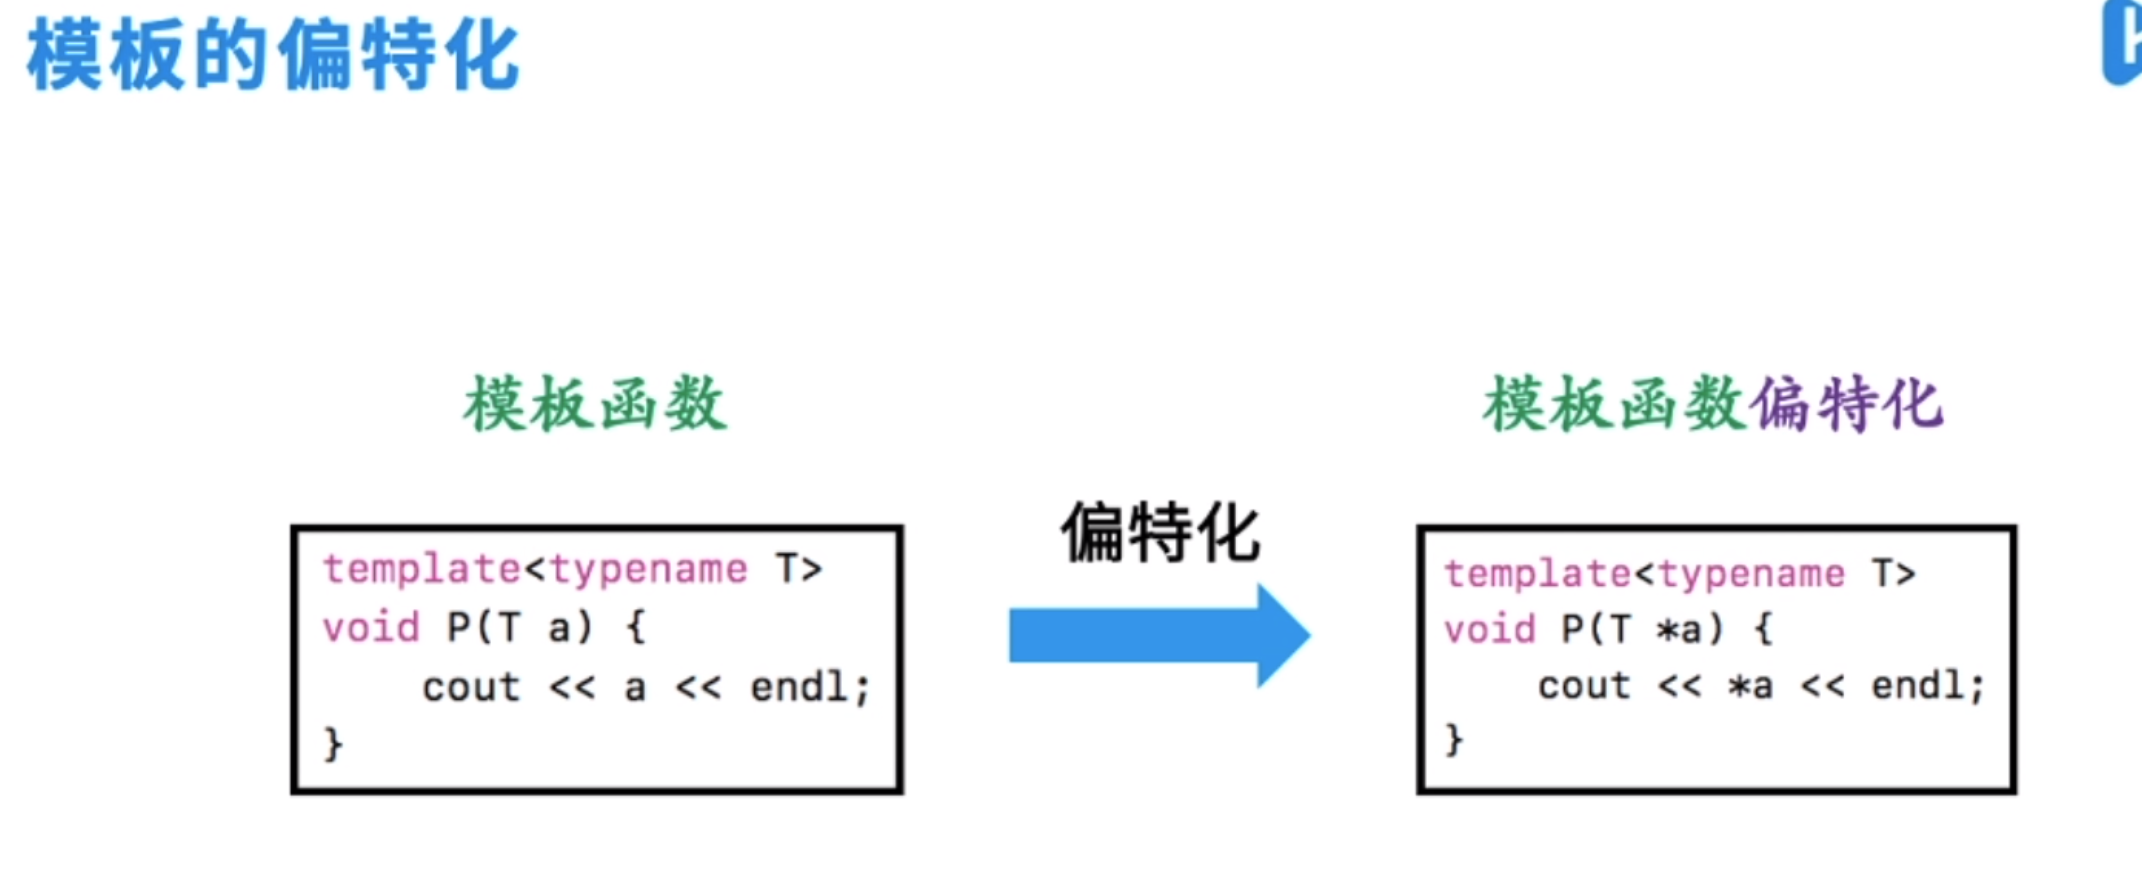 模板的偏特化
模板函数
template<typename T>
void P(T a) {
    cout << a << endl;
}
偏特化
模板函数偏特化
template<typename T>
void P(T *a) {
    cout << *a << endl;
}